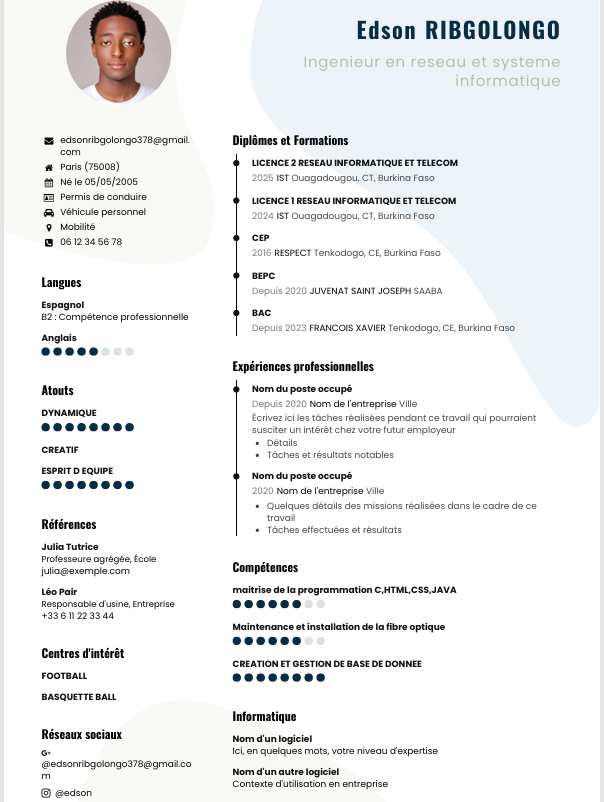 Edson RIBGOLONGO
Ingenieur en reseau et systeme
informatique
edsonribgolongo378@gmail.
com
Paris (75008)
Né le 05/05/2005
Permis de conduire
Véhicule personnel
Mobilité
06 12 34 56 78
Langues
Espagnol
B2 : Compétence professionnelle
Anglais
Atouts
DYNAMIQUE
CREATIF
ESPRIT D EQUIPE
Références
Julia Tutrice
Professeure agrégée, École
julia@exemple.com
Léo Pair
Responsable d'usine, Entreprise
+33 6 11 22 33 44
Centres d'intérêt
FOOTBALL
BASQUETTE BALL
Réseaux sociaux
G+
@edsonribgolongo378@gmail.co
m
@edson
Diplômes et Formations
LICENCE 2 RESEAU INFORMATIQUE ET TELECOM
2025 IST Ouagadougou, CT, Burkina Faso
LICENCE 1 RESEAU INFORMATIQUE ET TELECOM
2024 IST Ouagadougou, CT, Burkina Faso
CEP
2016 RESPECT Tenkodogo, CE, Burkina Faso
BEPC
Depuis 2020 JUVENAT SAINT JOSEPH SAABA
BAC
Depuis 2023 FRANCOIS XAVIER Tenkodogo, CE, Burkina Faso
Expériences professionnelles
Nom du poste occupé
Depuis 2020 Nom de l'entreprise Ville
Écrivez ici les tâches réalisées pendant ce travail qui pourraient
susciter un intérêt chez votre futur employeur
• Détails
• Tâches et résultats notables
Nom du poste occupé
2020 Nom de l'entreprise Ville
• Quelques détails des missions réalisées dans le cadre de ce
travail
• Tâches effectuées et résultats
Compétences
maitrise de la programmation C,HTML,CSS,JAVA
Maintenance et installation de la fibre optique
CREATION ET GESTION DE BASE DE DONNEE
Informatique
Nom d'un logiciel
Ici, en quelques mots, votre niveau d'expertise
Nom d'un autre logiciel
Contexte d'utilisation en entreprise